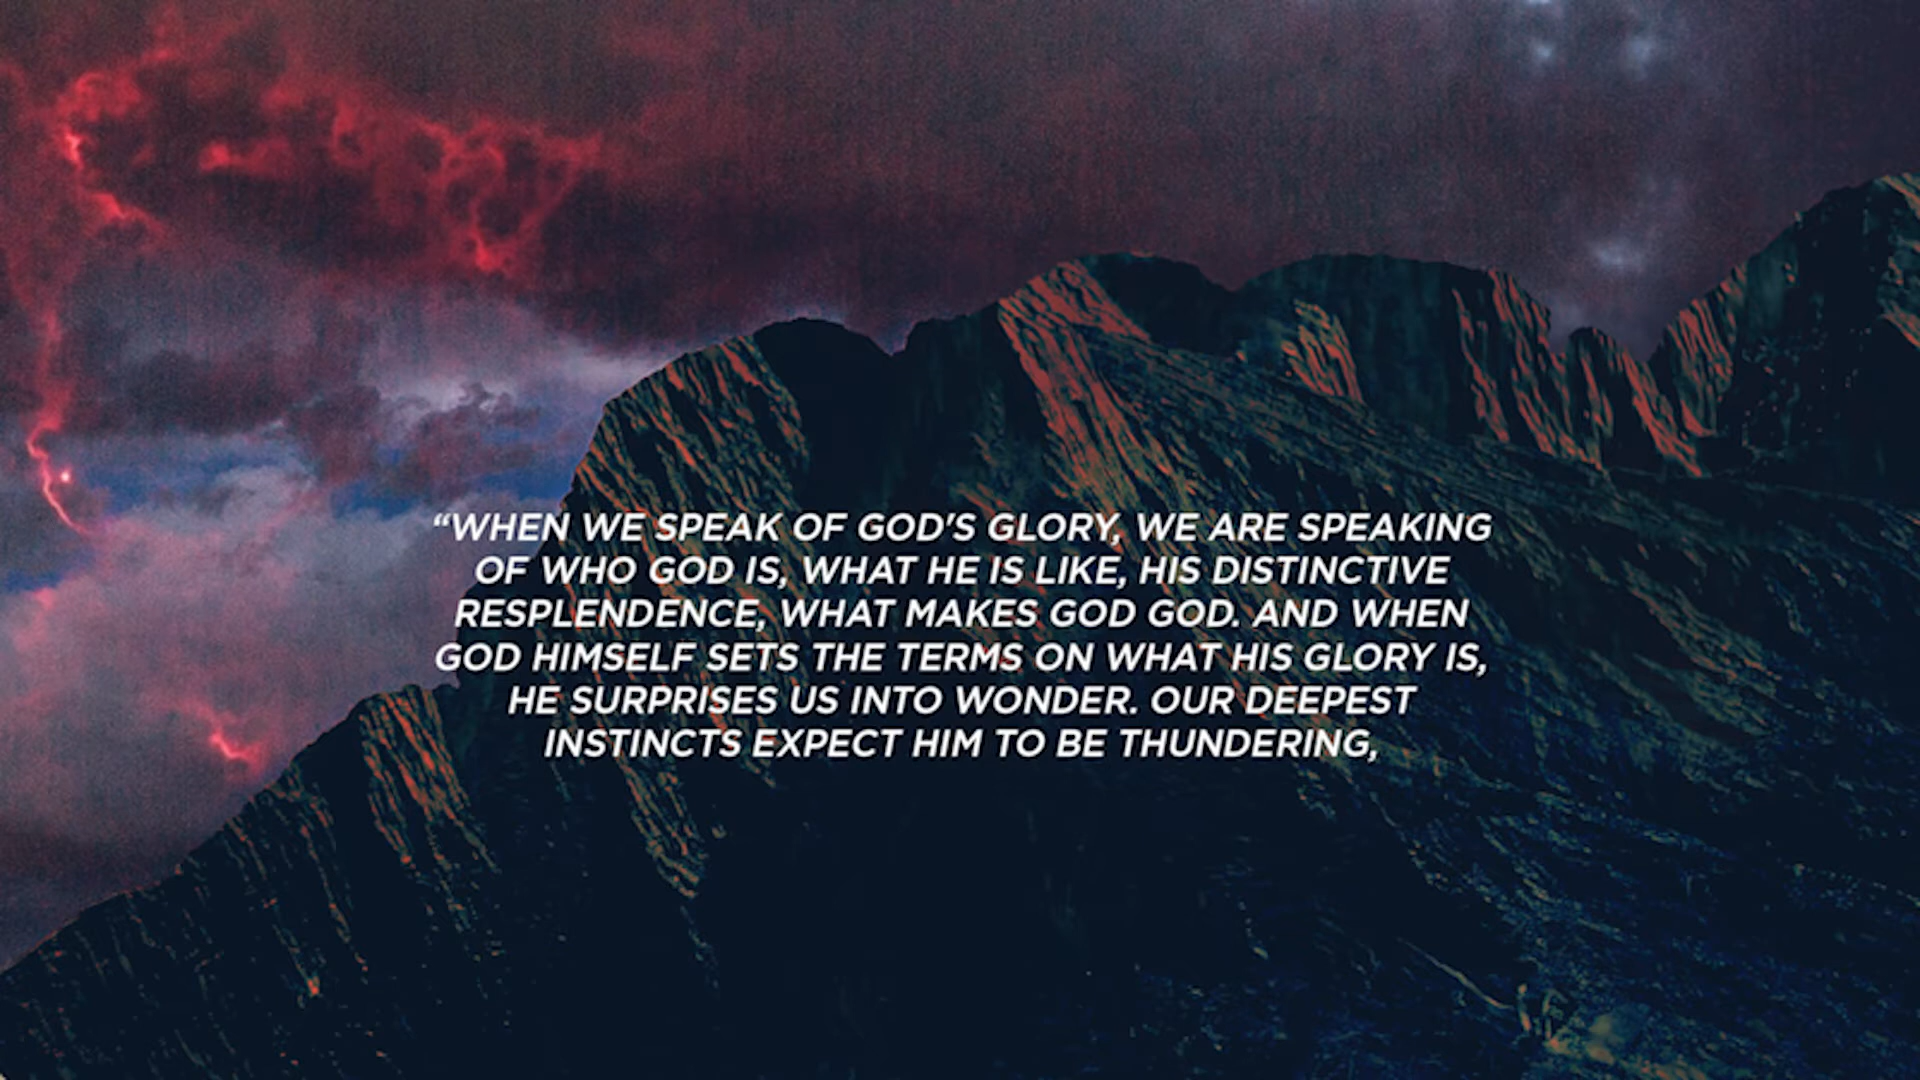 “WHEN WE SPEAK OF GOD'S GLORY, WE ARE SPEAKING
OF WHO GOD IS, WHAT HE IS LIKE, HIS DISTINCTIVE
RESPLENDENCE, WHAT MAKES GOD GOD. AND WHEN
GOD HIMSELF SETS THE TERMS ON WHAT HIS GLORY IS,
HE SURPRISES US INTO WONDER. OUR DEEPEST
INSTINCTS EXPECT HIM TO BE THUNDERING,